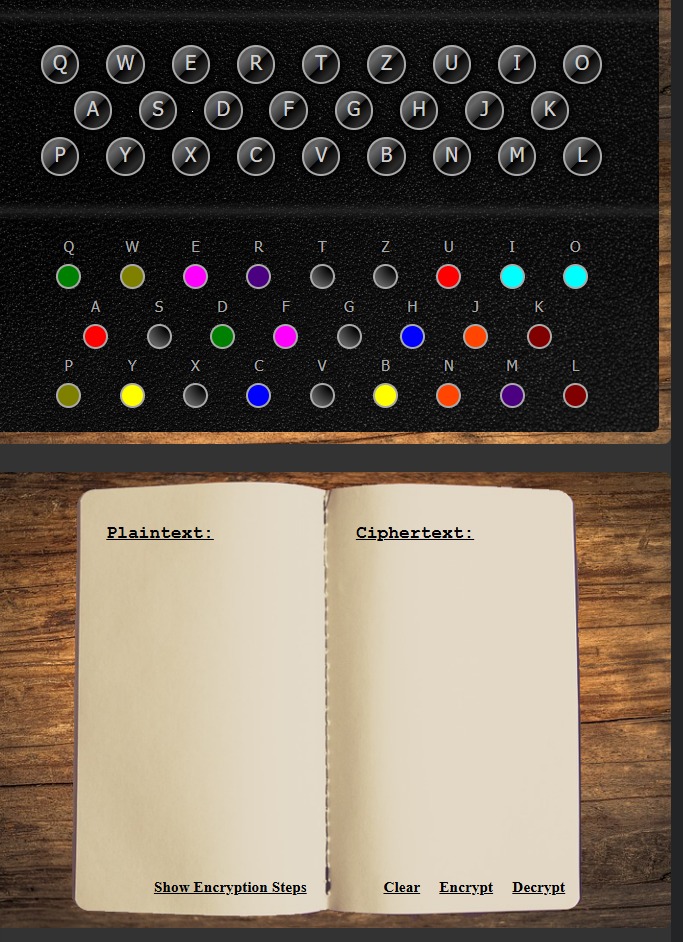 Q W E R T Z U I O
A S D F G H J K
P Y X C V B N M L
Q W E R T Z U I O
A S D F G H J K
P Y X C V B N M L
Plaintext:
Ciphertext:
Show Encryption Steps
Clear Encrypt Decrypt